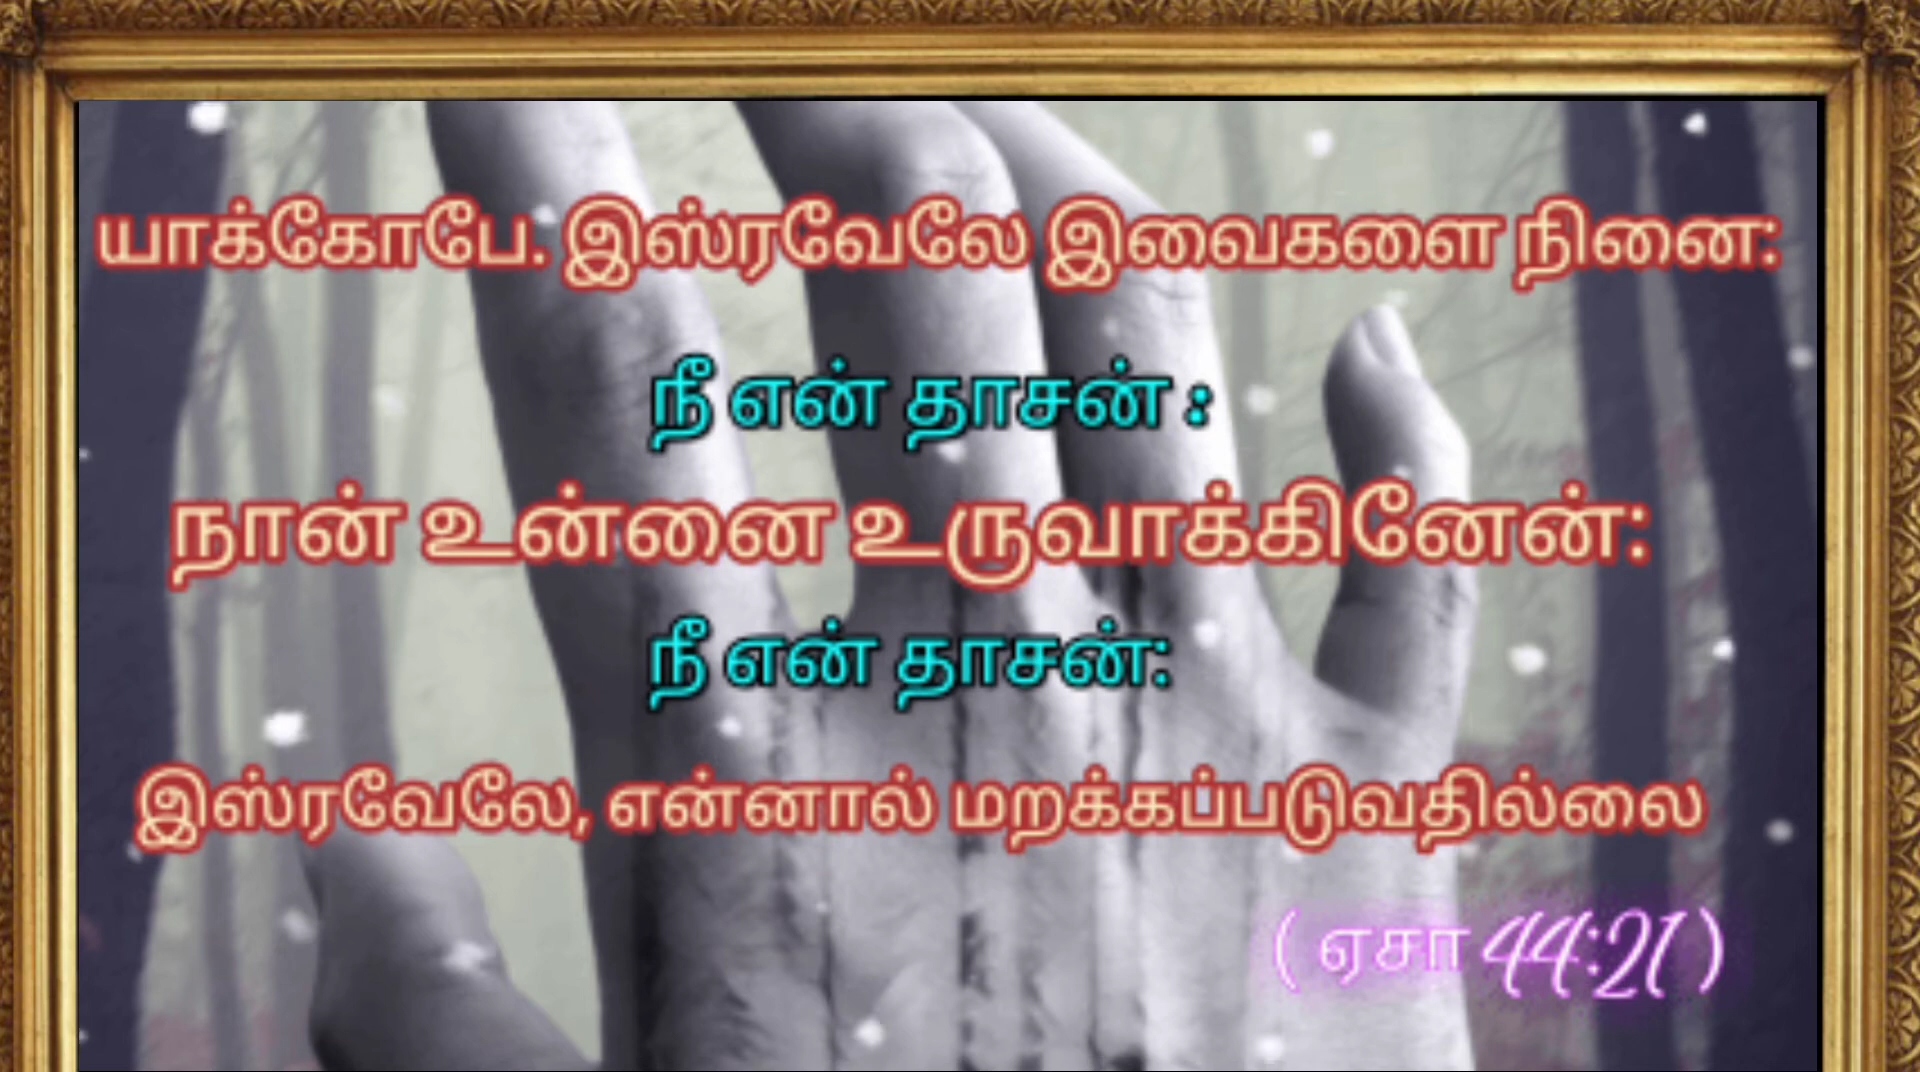 யாக்கோபே. இஸ்ரவேலே இவைகளை நினை:
நீ என் தாசன் :
நான் உன்னை உருவாக்கினேன்:
நீ என் தாசன்:
இஸ்ரவேலே, என்னால் மறக்கப்படுவதில்லை
( ஏசா 44:21 )